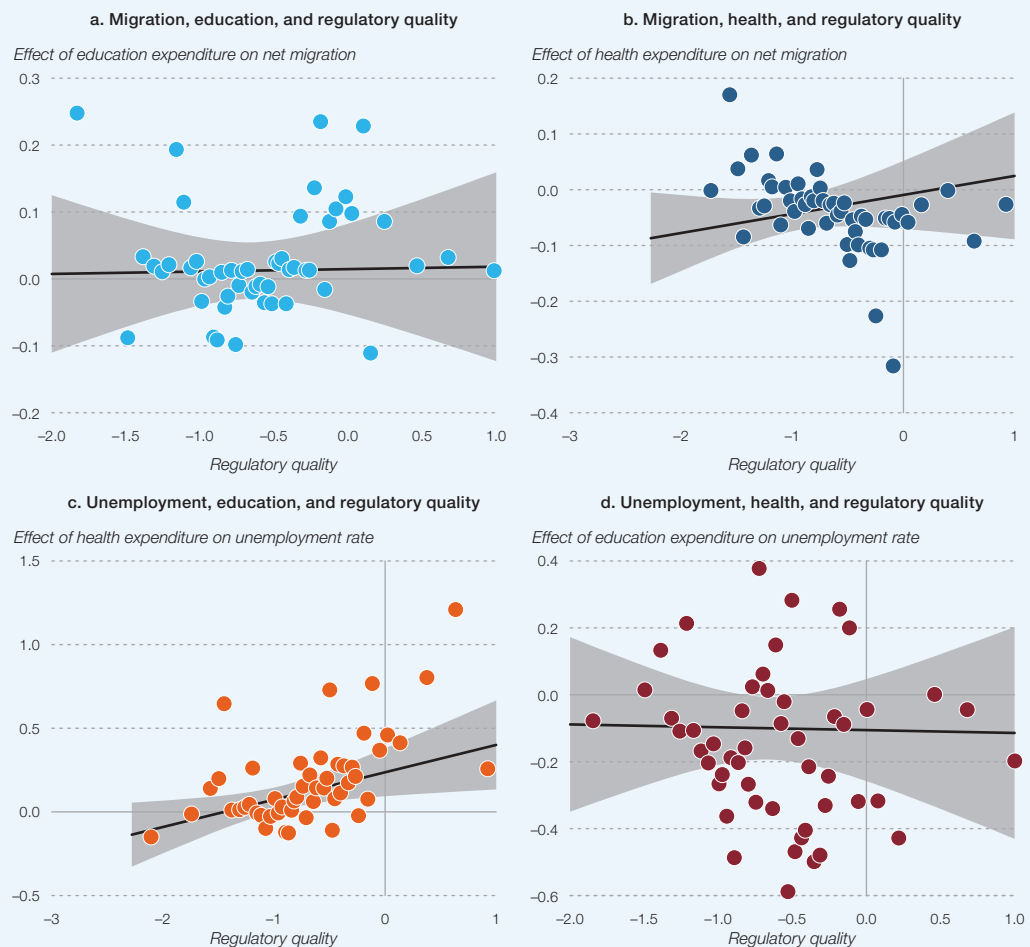 a. Migration, education, and regulatory quality
Effect of education expenditure on net migration
0.3
0.2
0.1
0.0
–0.1
–0.2
–2.0 –1.5 –1.0 –0.5 0.0 0.5 1.0
Regulatory quality
b. Migration, health, and regulatory quality
Effect of health expenditure on net migration
0.2
0.1
0.0
–0.1
–0.2
–0.3
–0.4
–3 –2 –1 0 1
Regulatory quality
c. Unemployment, education, and regulatory quality
Effect of health expenditure on unemployment rate
1.5
1.0
0.5
0.0
–0.5
–3 –2 –1 0 1
Regulatory quality
d. Unemployment, health, and regulatory quality
Effect of education expenditure on unemployment rate
0.4
0.2
0.0
–0.2
–0.4
–0.6
–2.0 –1.5 –1.0 –0.5 0.0 0.5 1.0
Regulatory quality